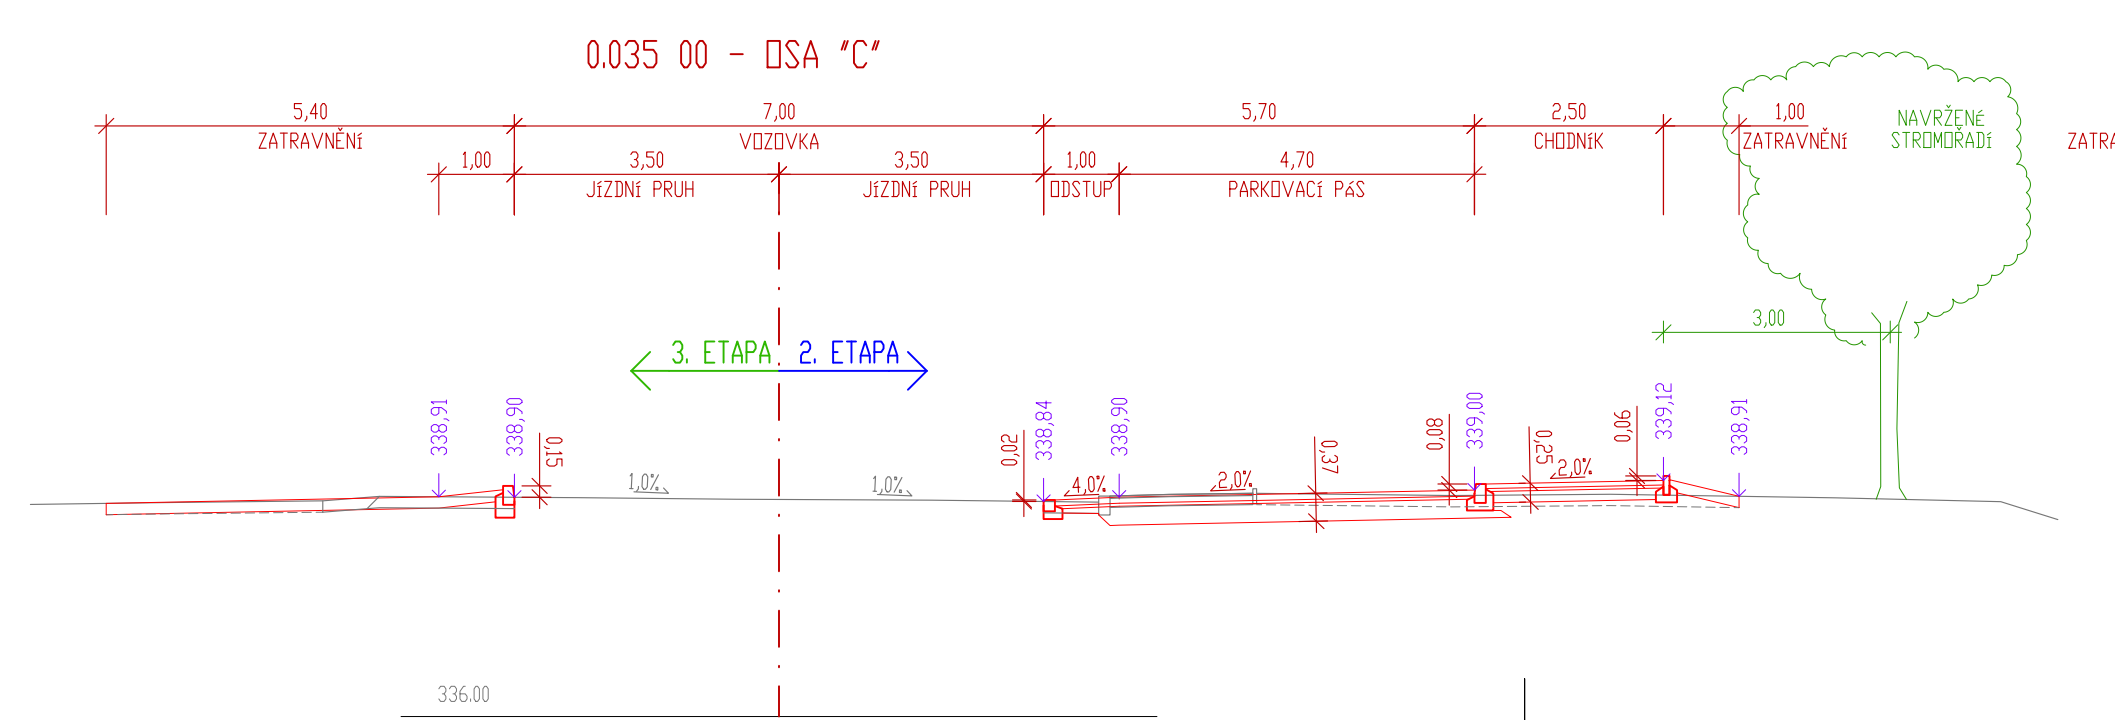 0.035 00 - OSA "C"
5,40
7,00
5,70
2,50
1,00
ZATRAVNĚNÍ
VOZOVKA
CHODNÍK
ZATRAVNĚNÍ
NAVRŽENÉ
STROMOŘADÍ
ZATRA
1,00
3,50
3,50
1,00
4,70
JÍZDNÍ PRUH
JÍZDNÍ PRUH
ODSTUP
PARKOVACÍ PÁS
3,00
3. ETAPA
2. ETAPA
338,91
338,90
0,15
1,0%
1,0%
0,02
338,84
4,0%
338,90
2,0%
0,37
0,08
339,00
0,25
2,0%
0,06
339,12
338,91
336.00